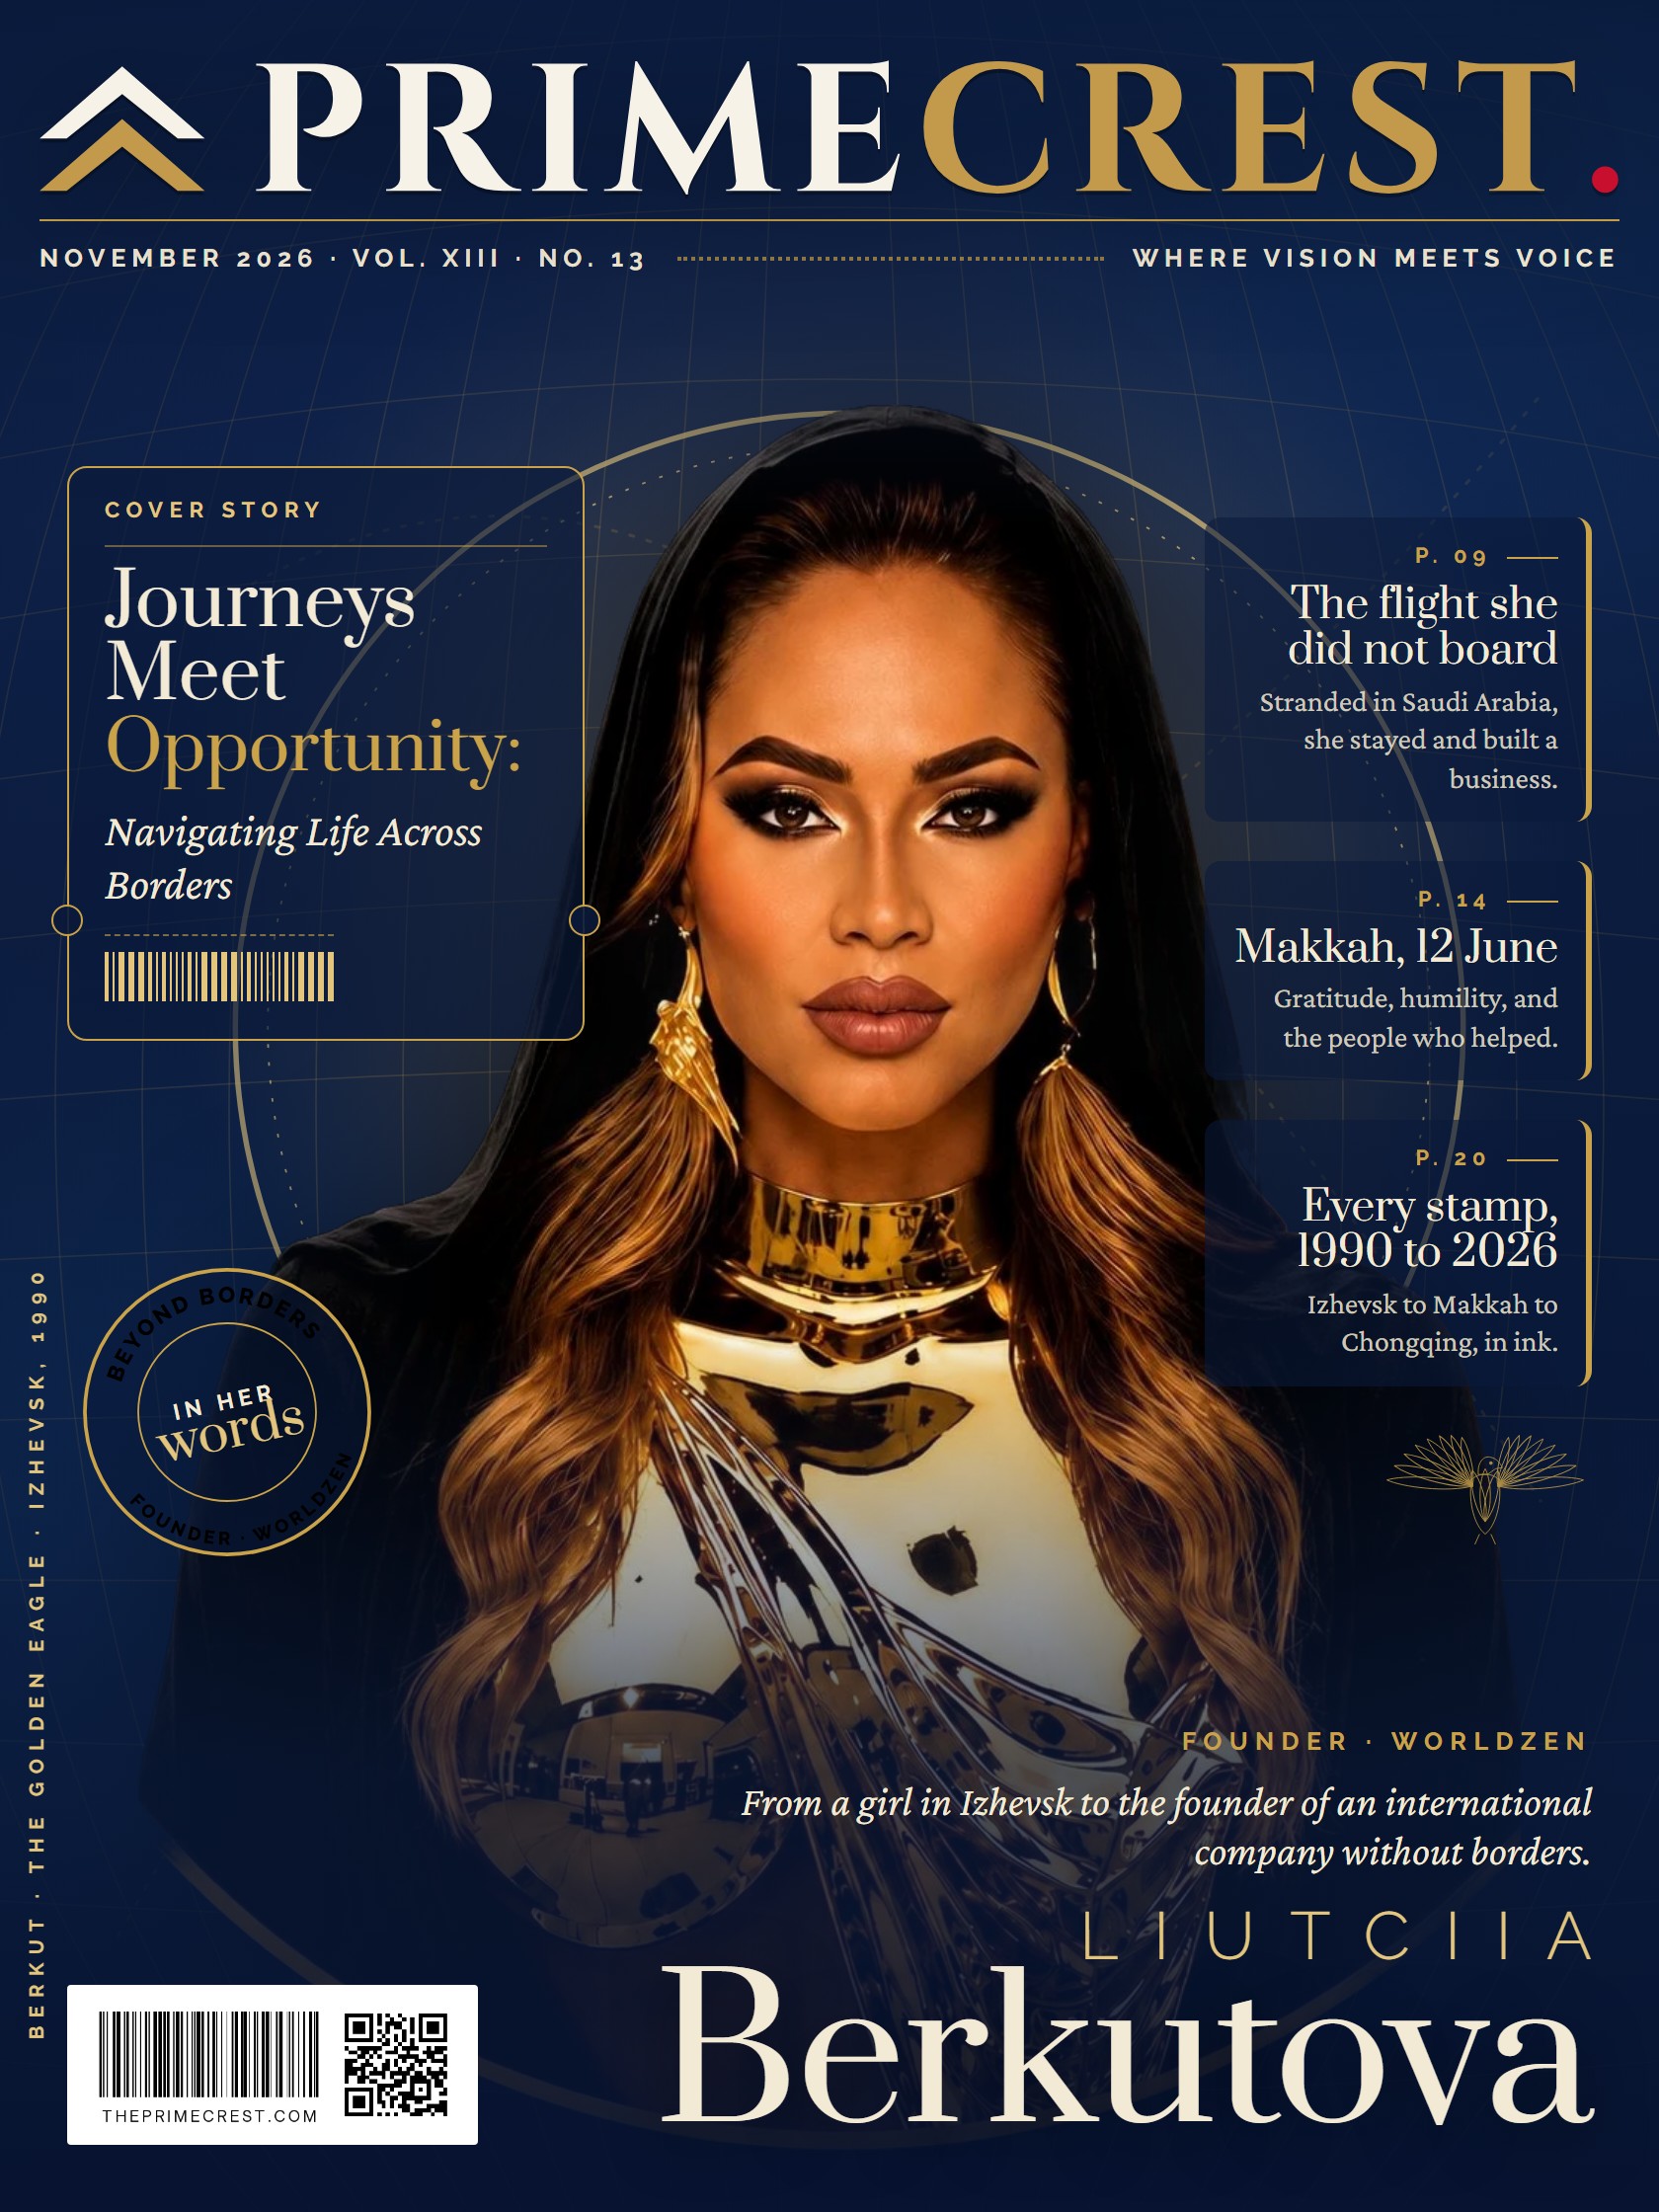 PRIMECREST.
NOVEMBER 2026 · VOL. XIII · NO. 13
WHERE VISION MEETS VOICE
COVER STORY
Journeys
Meet
Opportunity:
Navigating Life Across
Borders
P. 09
The flight she
did not board
Stranded in Saudi Arabia,
she stayed and built a
business.
P. 14
Makkah, 12 June
Gratitude, humility, and
the people who helped.
P. 20
Every stamp,
1990 to 2026
Izhevsk to Makkah to
Chongqing, in ink.
BEYOND BORDERS
IN HER
words
FOUNDER · WORLDZEN
BERKUT · THE GOLDEN EAGLE · IZHEVSK, 1990
FOUNDER · WORLDZEN
From a girl in Izhevsk to the founder of an international
company without borders.
LIUTCIIA
Berkutova
THEPRIMECREST.COM